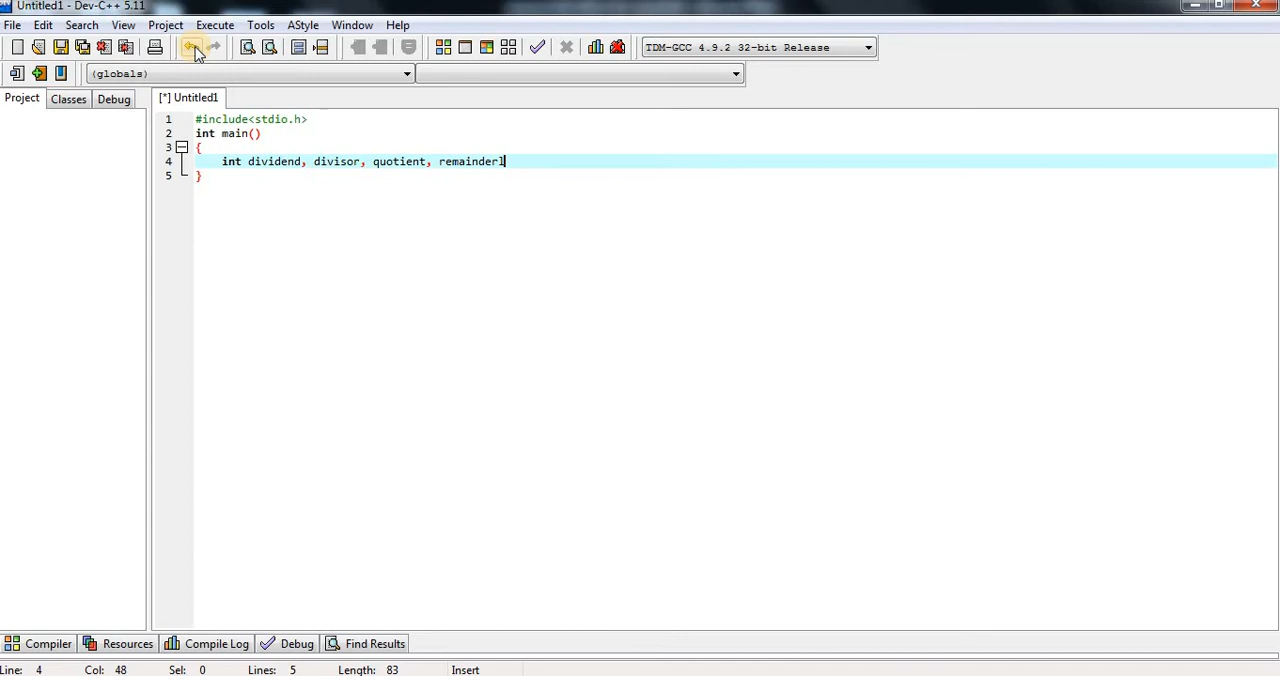 Untitled1 - Dev-C++ 5.11
File Edit Search View Project Execute Tools AStyle Window Help
TDM-GCC 4.9.2 32-bit Release
(globals)
Project Classes Debug [*] Untitled1
1 #include<stdio.h>
2 int main()
3 {
4 int dividend, divisor, quotient, remainderl
5 }
Compiler Resources Compile Log Debug Find Results
Line: 4 Col: 48 Sel: 0 Lines: 5 Length: 83 Insert